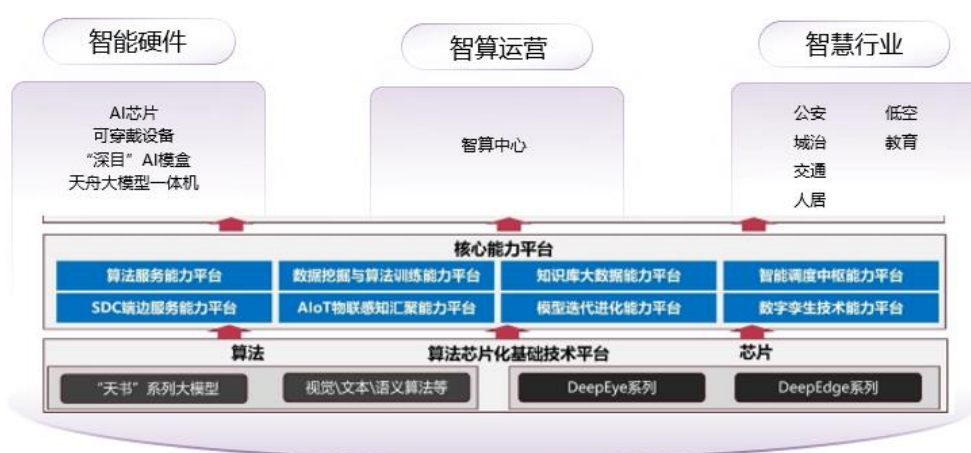 智能硬件
智算运营
智慧行业
AI芯片
可穿戴设备
“深目”AI模盒
天舟大模型一体机
智算中心
公安 低空
城治 教育
交通
人居
核心能力平台
算法服务能力平台 数据挖掘与算法训练能力平台 知识库大数据能力平台 智能调度中枢能力平台
SDC端边服务能力平台 AIoT物联感知汇聚能力平台 模型迭代进化能力平台 数字孪生技术能力平台
算法 算法芯片化基础技术平台 芯片
“天书”系列大模型 视觉\文本\语义算法等 DeepEye系列 DeepEdge系列